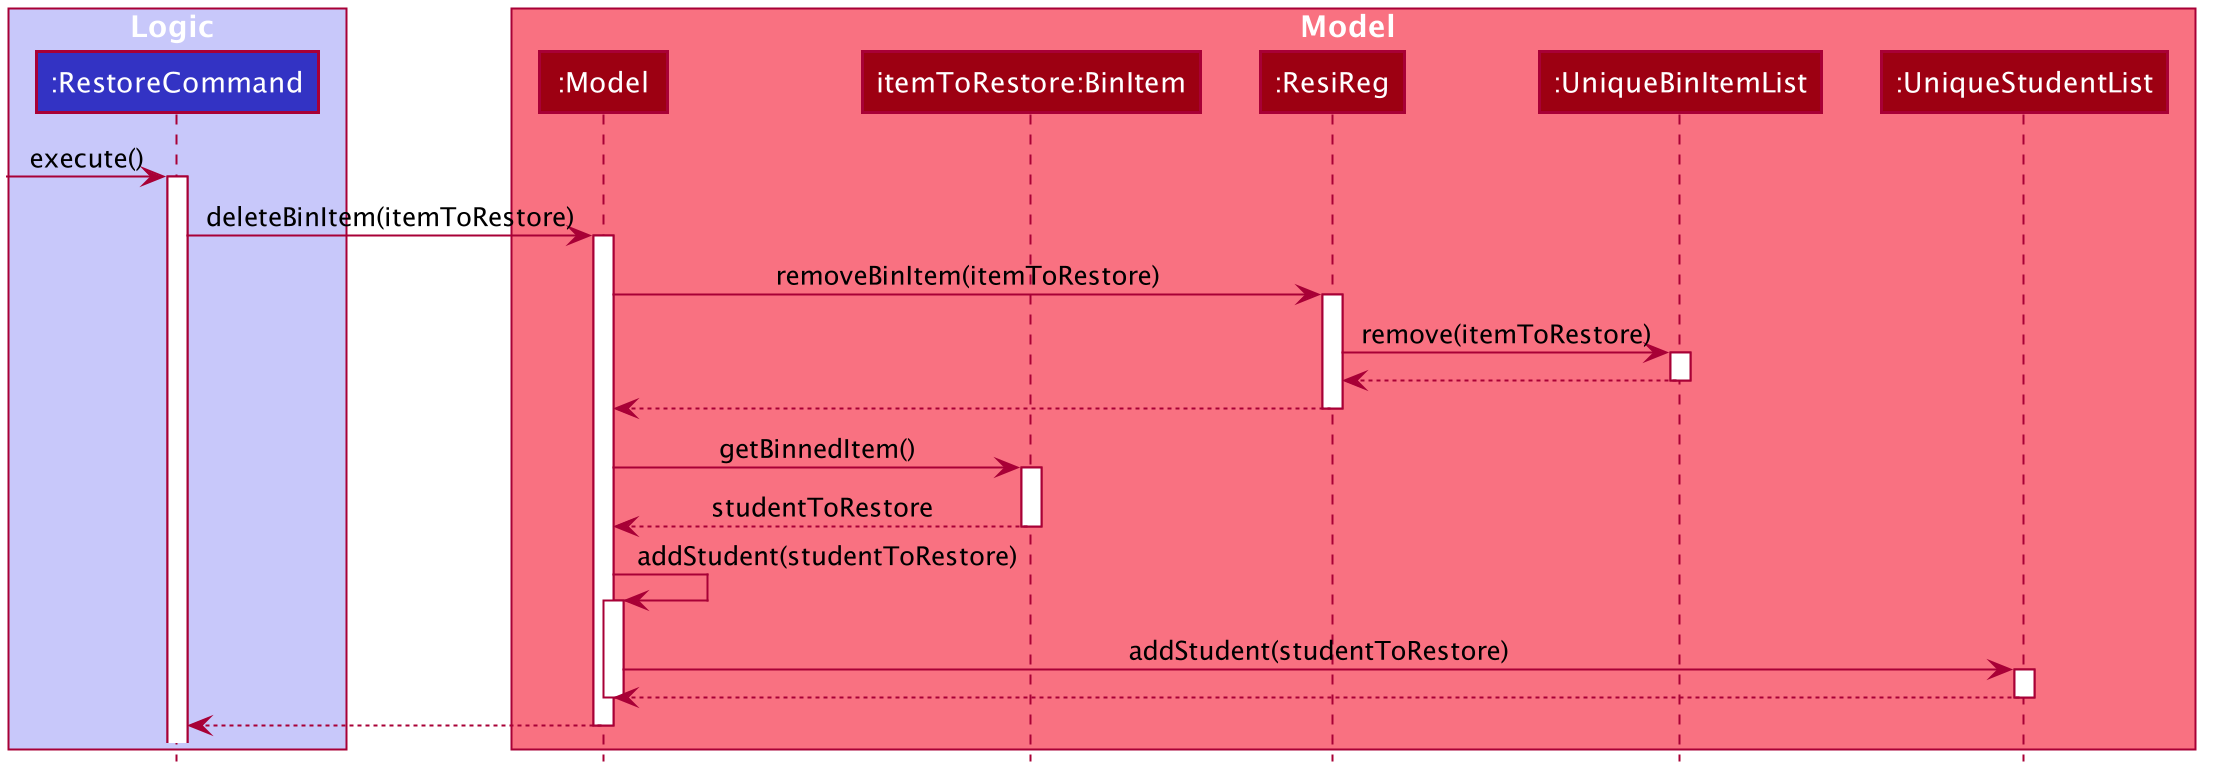 Logic
Model
:RestoreCommand
:Model
itemToRestore:BinItem
:ResiReg
:UniqueBinItemList
:UniqueStudentList
execute()
deleteBinItem(itemToRestore)
removeBinItem(itemToRestore)
remove(itemToRestore)
getBinnedItem()
studentToRestore
addStudent(studentToRestore)
addStudent(studentToRestore)